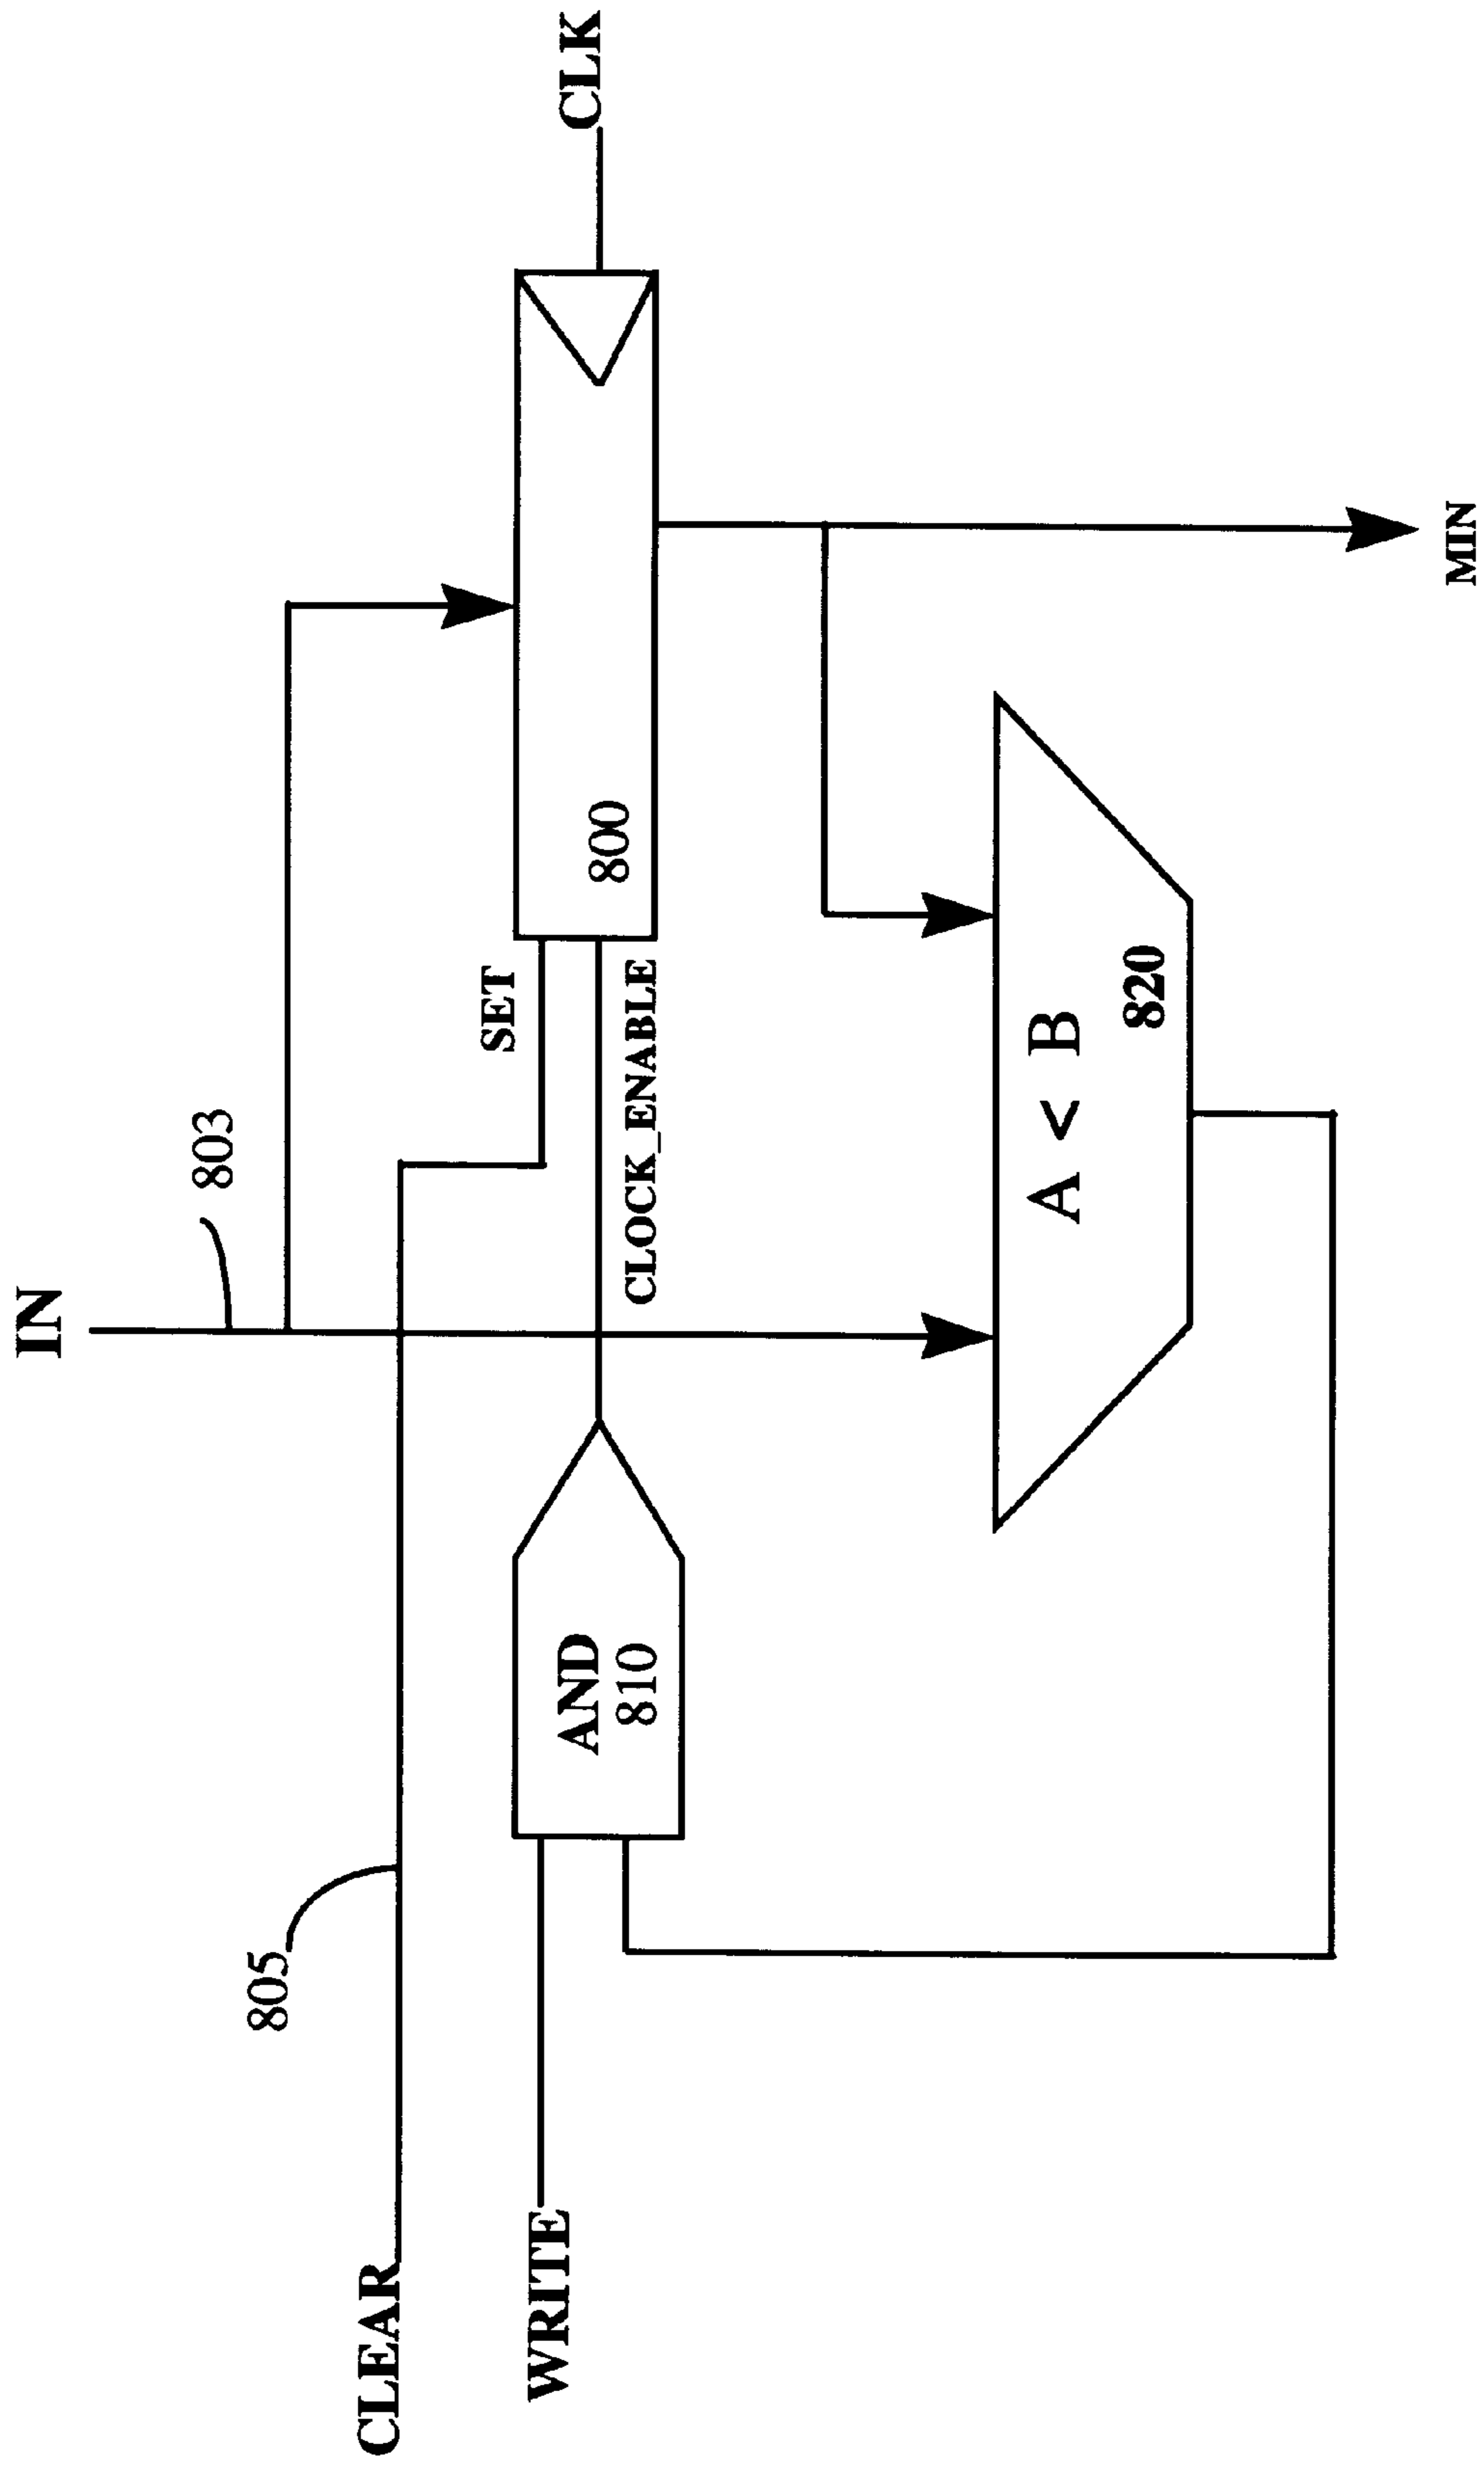 IN
803
805
CLEAR
SET
CLK
WRITE
AND
810
CLOCK_ENABLE
800
A < B
820
MIN